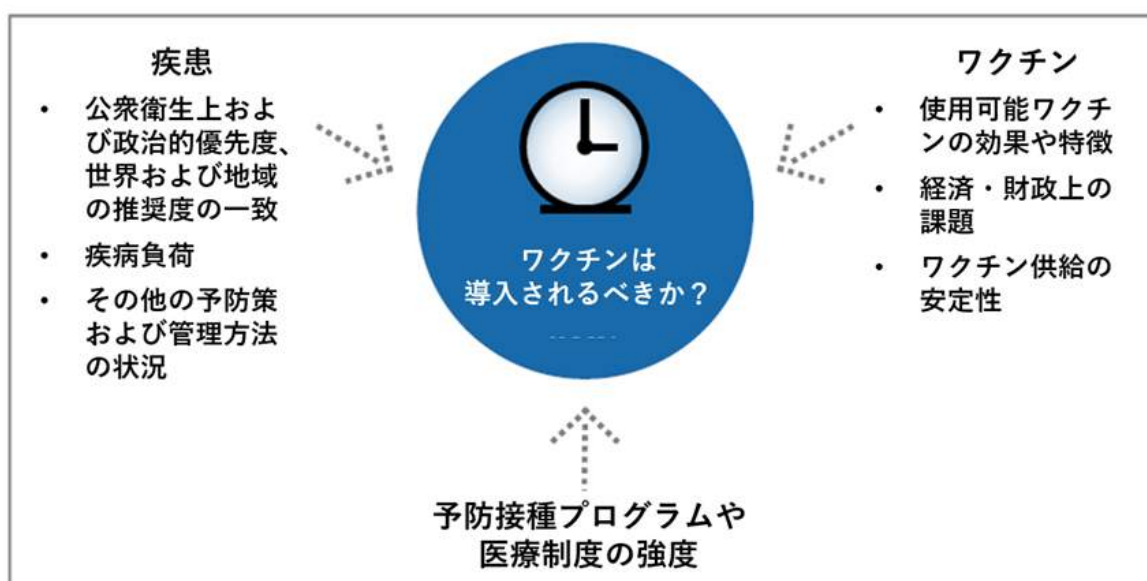 疾患
• 公衆衛生上およ
び政治的優先度、
世界および地域
の推奨度の一致
• 疾病負荷
• その他の予防策
および管理方法
の状況
ワクチンは
導入されるべきか？
ワクチン
• 使用可能ワクチ
ンの効果や特徴
• 経済・財政上の
課題
• ワクチン供給の
安定性
予防接種プログラムや
医療制度の強度